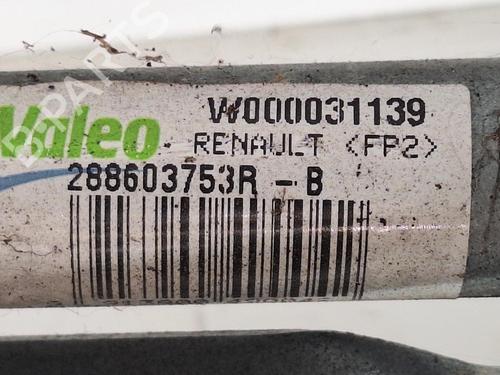 PARTS
Valeo
W000031139
RENAULT <FP2>
288603753R -B